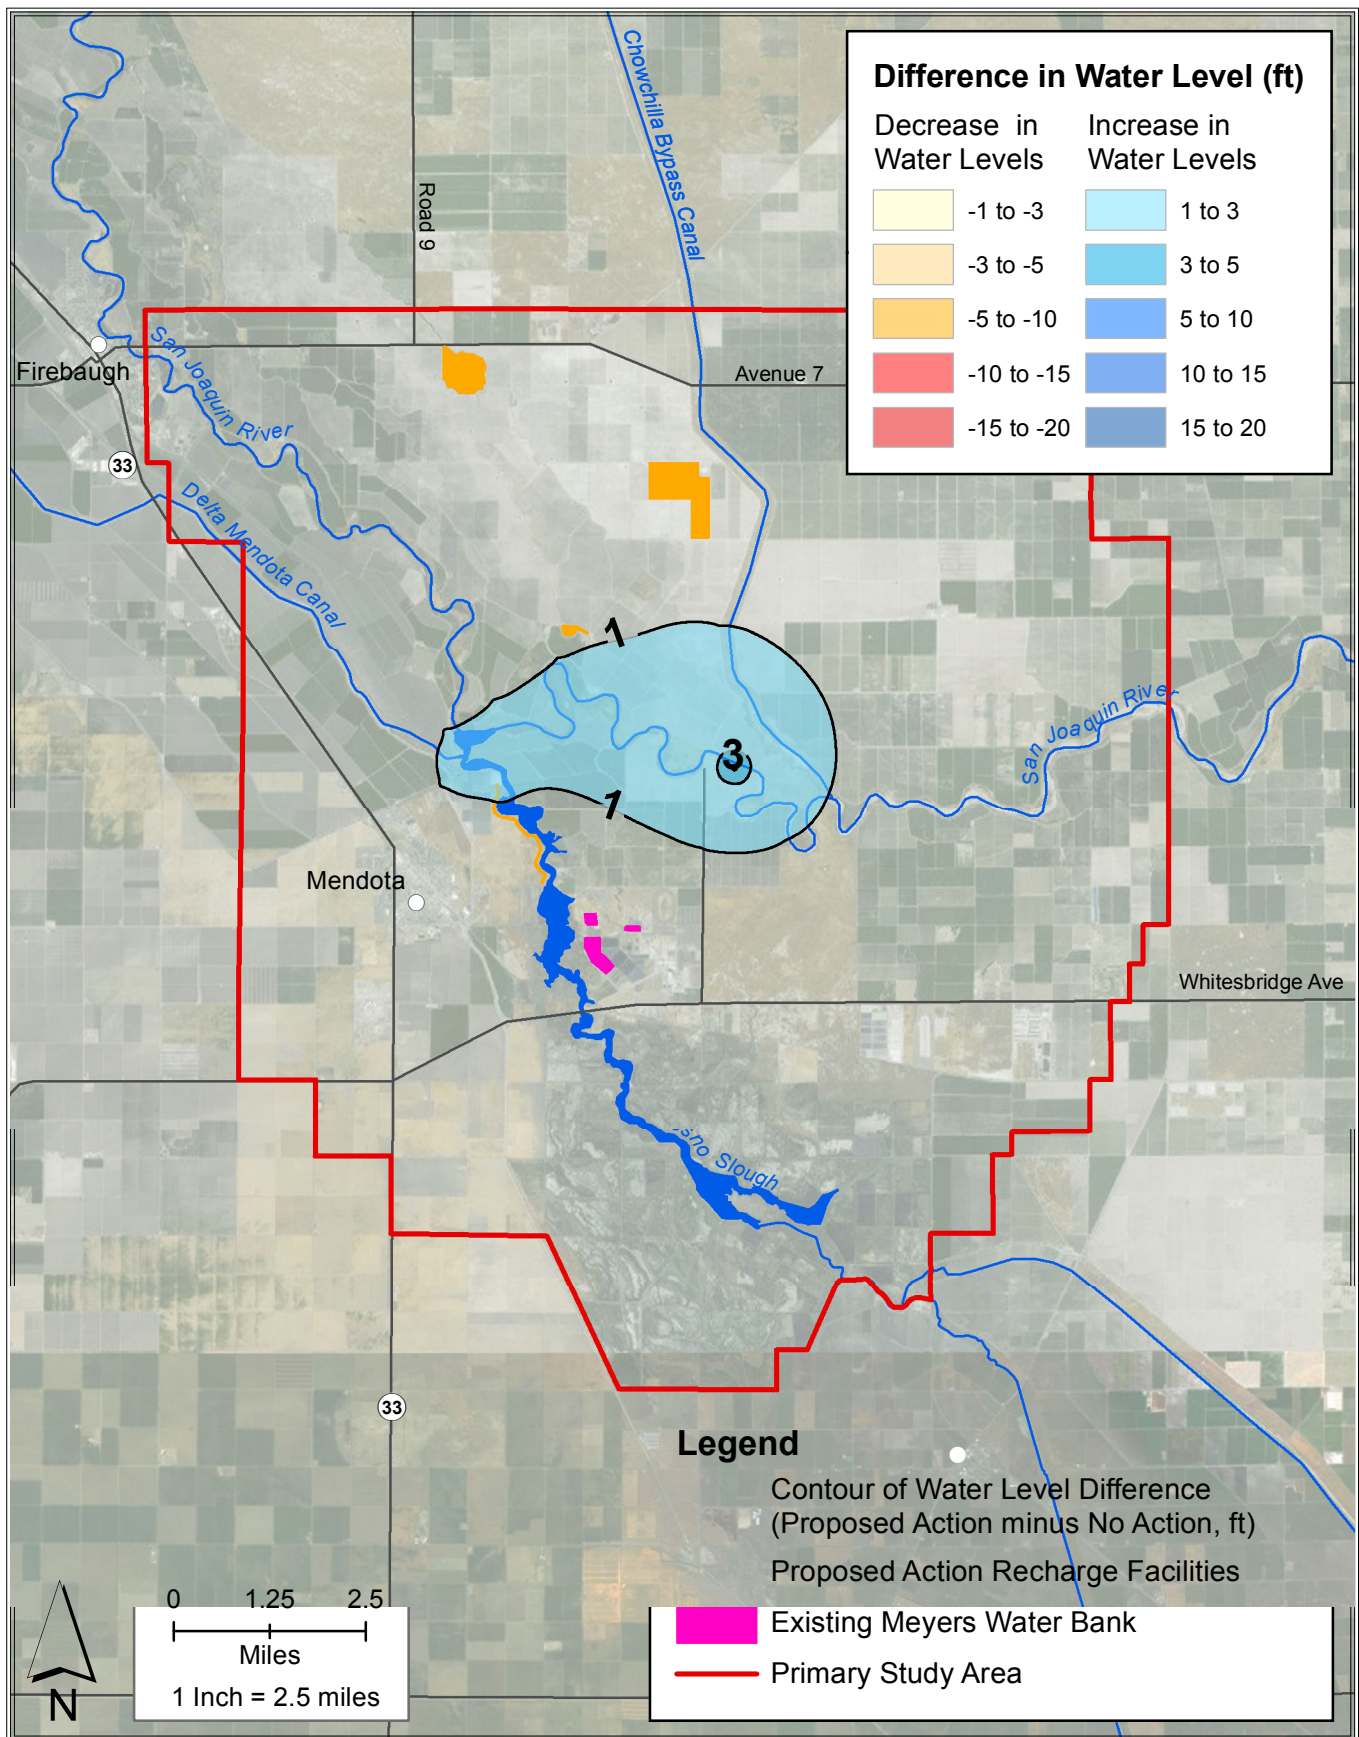 Chowchilla Bypass Canal
Difference in Water Level (ft)
Decrease in
Water Levels
Increase in
Water Levels
-1 to -3
1 to 3
-3 to -5
3 to 5
-5 to -10
5 to 10
-10 to -15
10 to 15
-15 to -20
15 to 20
Road 9
San Joaquin River
Firebaugh
Avenue 7
33
Delta Mendota Canal
1
San Joaquin River
3
1
Mendota
Whitesbridge Ave
Slough
33
Legend
Contour of Water Level Difference
(Proposed Action minus No Action, ft)
Proposed Action Recharge Facilities
Existing Meyers Water Bank
Primary Study Area
0 1.25 2.5
Miles
1 Inch = 2.5 miles
N